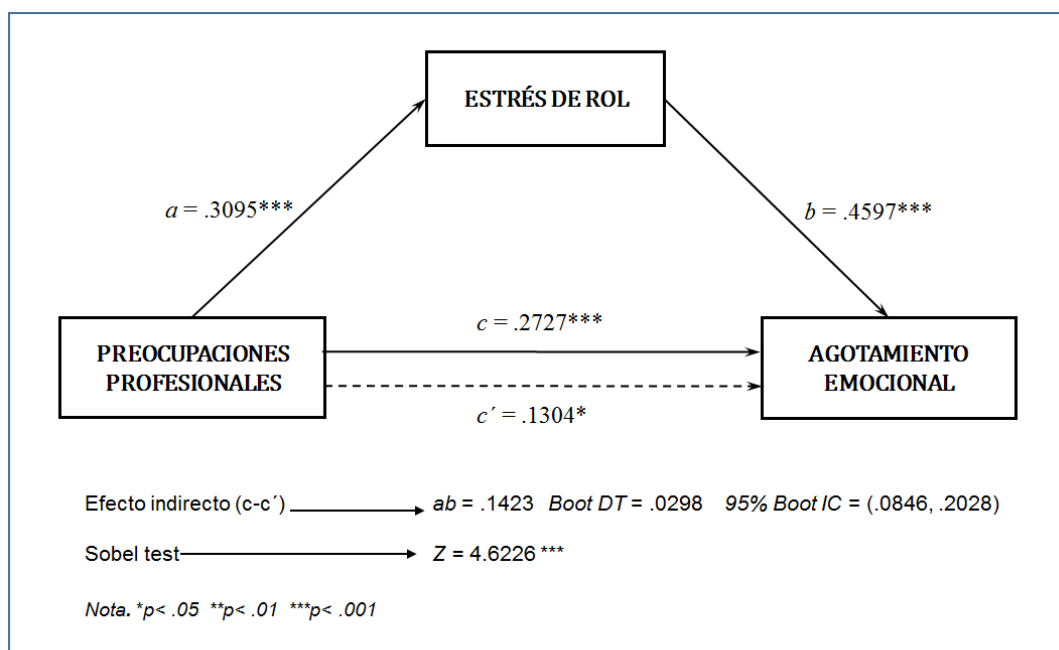 ESTRÉS DE ROL
a = .3095***
b = .4597***
PREOCUPACIONES
PROFESIONALES
c = .2727***
c´ = .1304*
AGOTAMIENTO
EMOCIONAL
Efecto indirecto (c-c´) ab = .1423 Boot DT = .0298 95% Boot IC = (.0846, .2028)
Sobel test Z = 4.6226 ***
Nota. *p< .05 **p< .01 ***p< .001